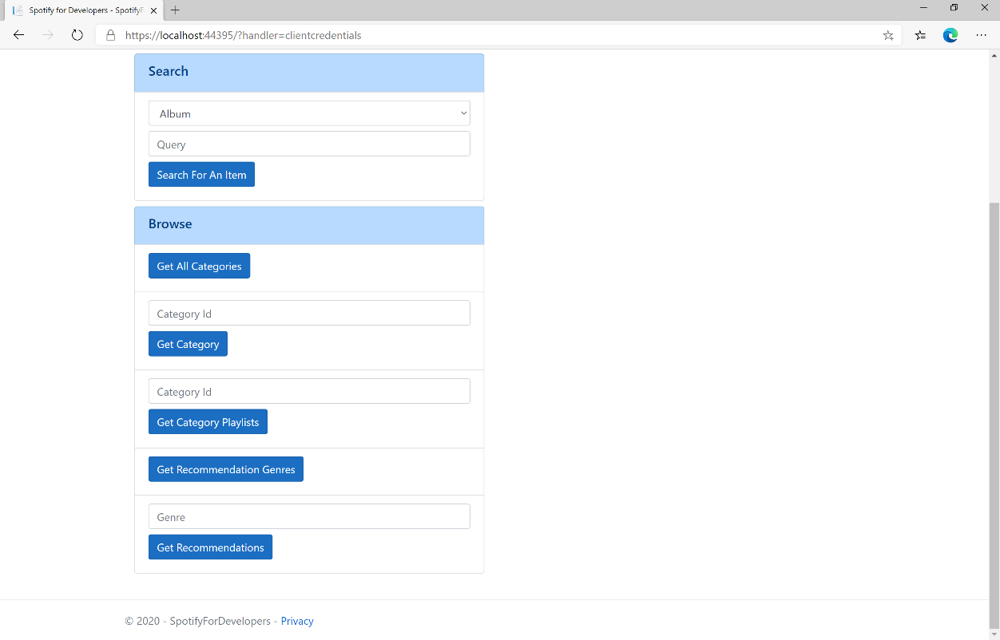 Spotify for Developers - SpotifyF
https://localhost:44395/?handler=clientcredentials
Search
Album
Query
Search For An Item
Browse
Get All Categories
Category Id
Get Category
Category Id
Get Category Playlists
Get Recommendation Genres
Genre
Get Recommendations
© 2020 - SpotifyForDevelopers - Privacy